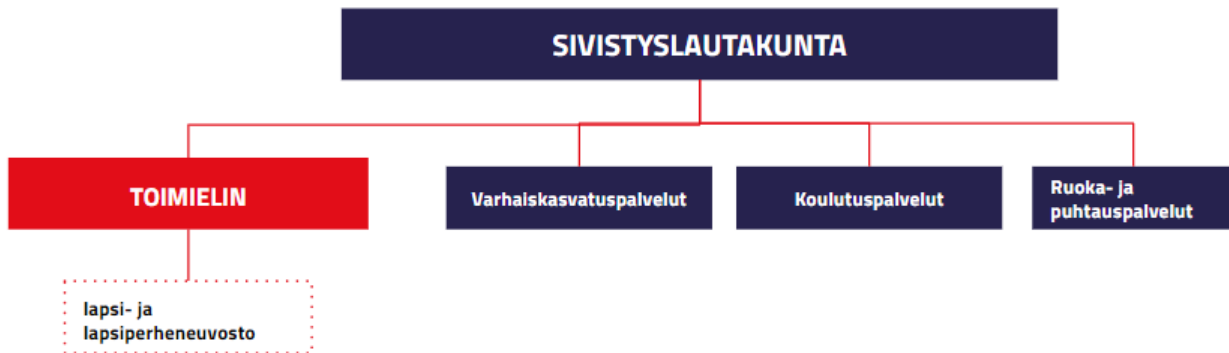 SIVISTYSLAUTAKUNTA
TOIMIELIN
Varhaiskasvatuspalvelut
Koulutuspalvelut
Ruoka- ja
puhtauspalvelut
lapsi- ja
lapsiperheneuvosto